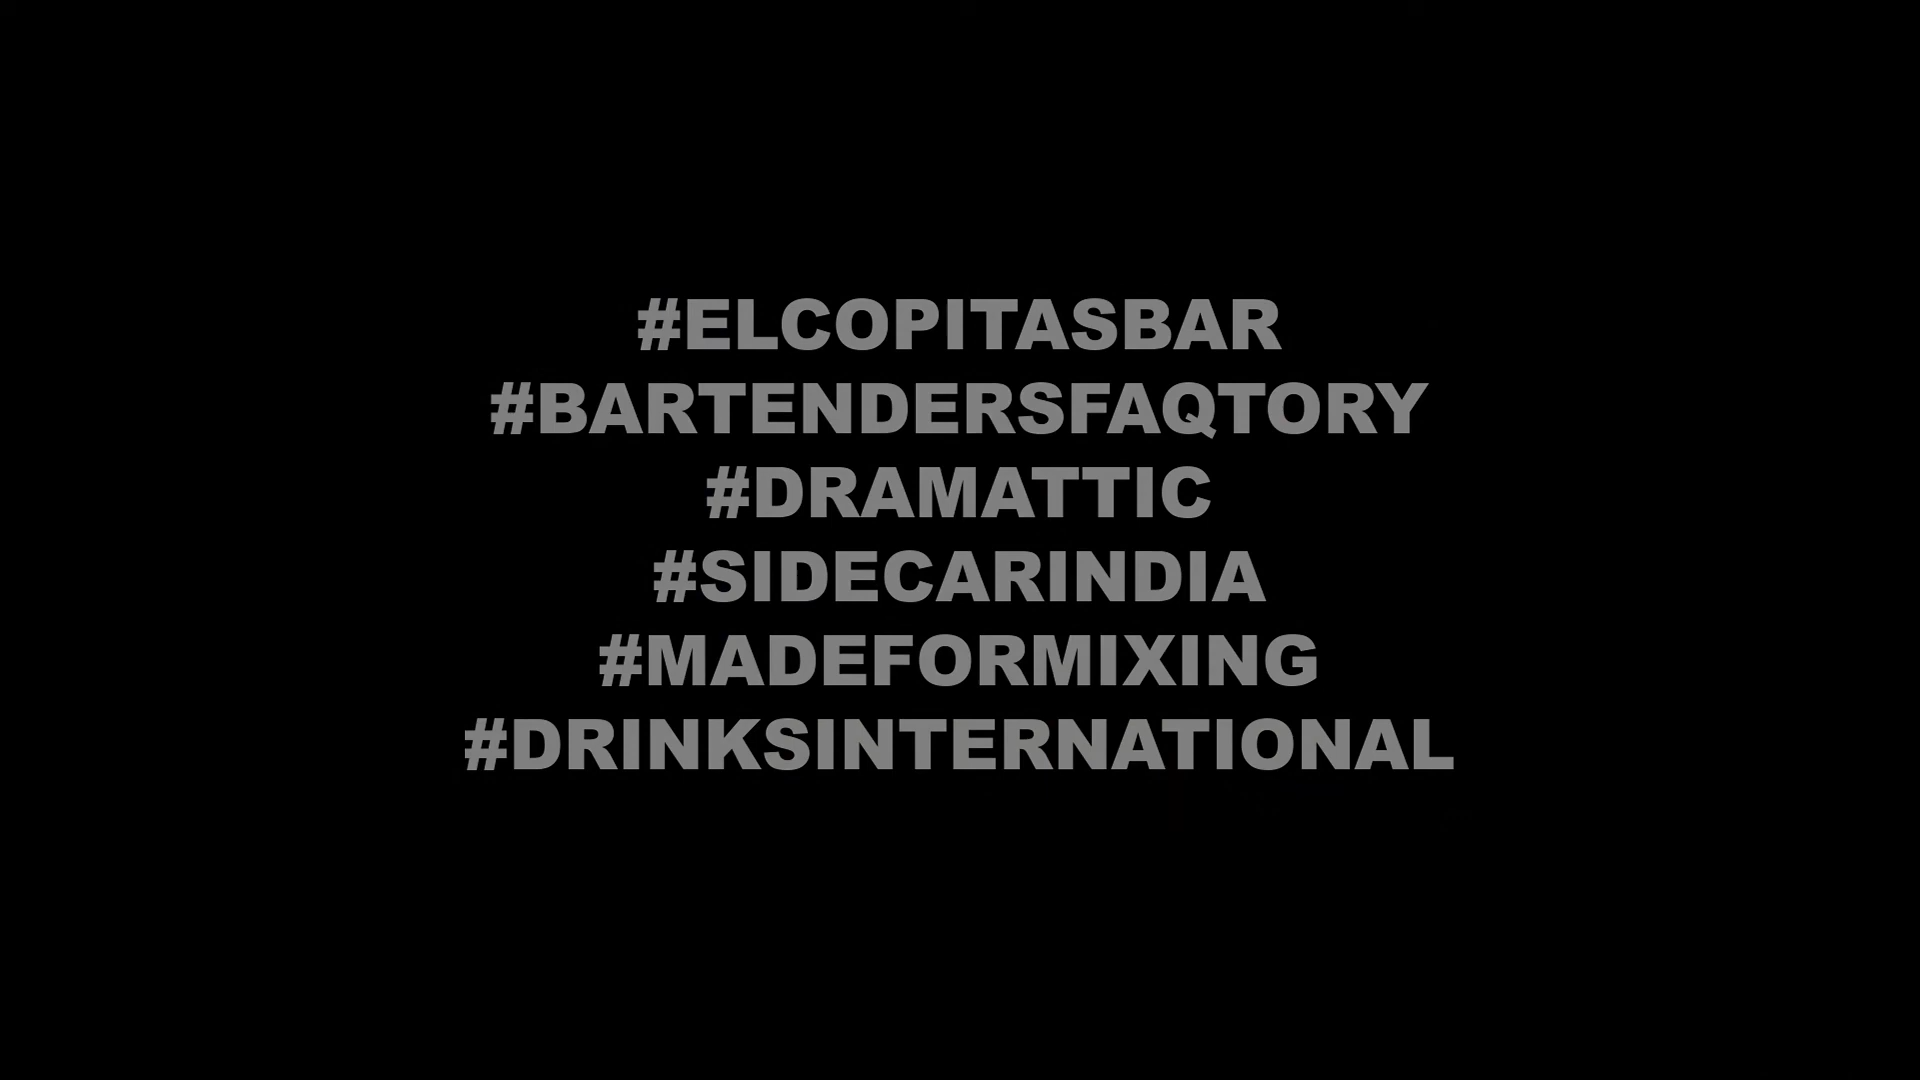 #ELCOPITASBAR
#BARTENDERSFAQTORY
#DRAMATTIC
#SIDECARINDIA
#MADEFORMIXING
#DRINKSINTERNATIONAL